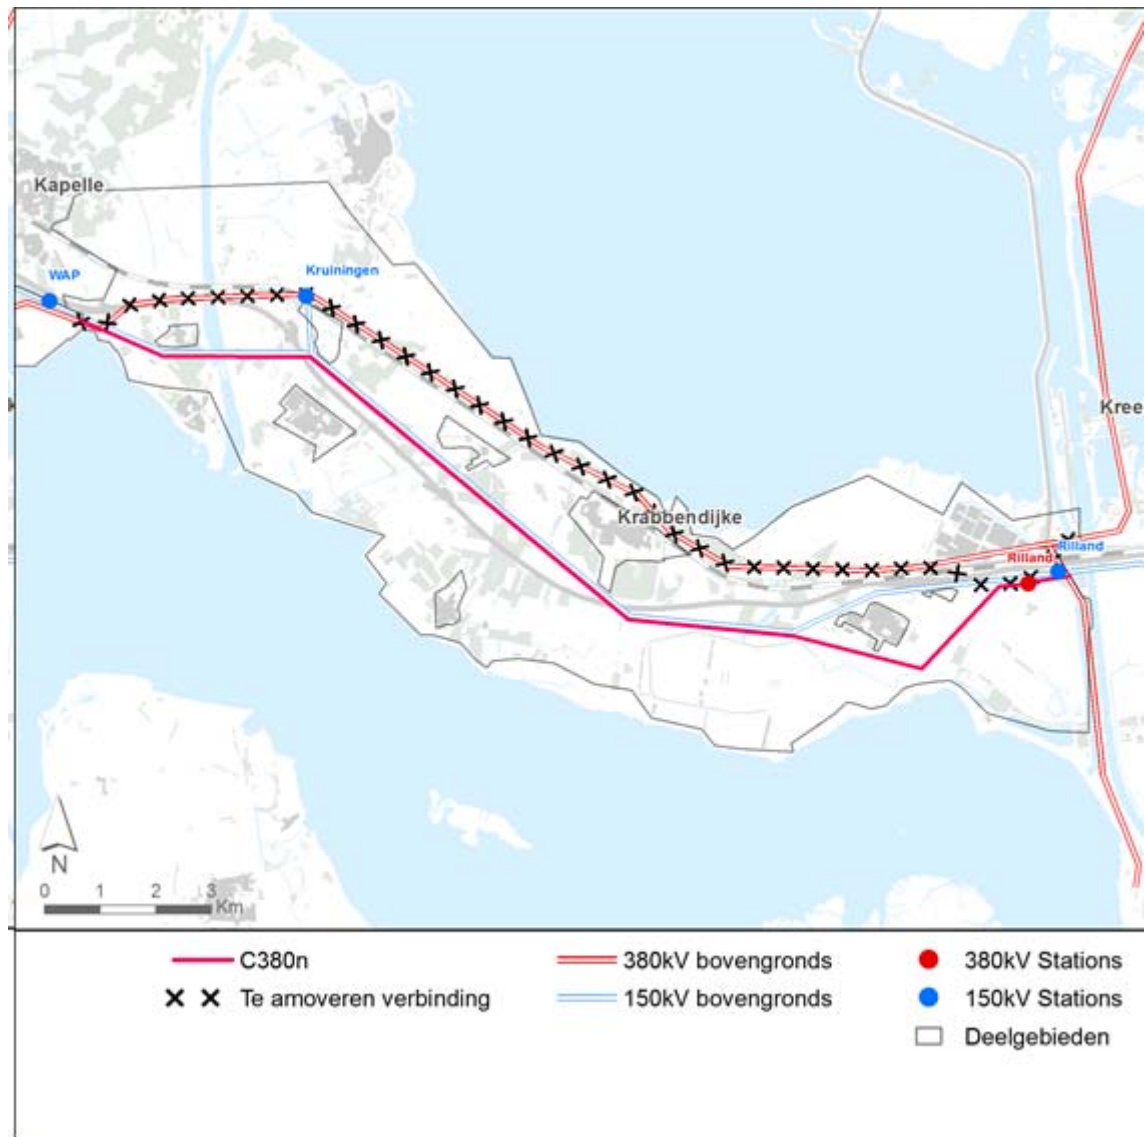 Kapelle
WAP
Kruiningen
Kree
Krabbendijke
Rilland
Rilland
N
0 1 2 3
Km
C380n
Te amoveren verbinding
380kV bovengronds
150kV bovengronds
380kV Stations
150kV Stations
Deelgebieden